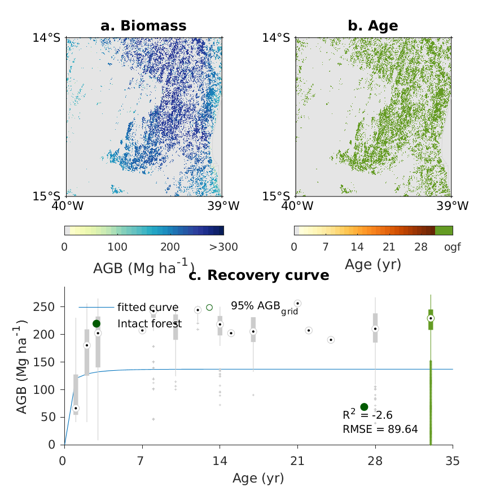 a. Biomass
b. Age
14°S
14°S
15°S
15°S
40°W
39°W
40°W
39°W
0 100 200 >300
0 7 14 21 28 ogf
AGB (Mg ha-1)
Age (yr)
c. Recovery curve
fitted curve
95% AGBgrid
Intact forest
250
200
150
100
50
0
AGB (Mg ha-1)
R2 = -2.6
RMSE = 89.64
0 7 14 21 28 35
Age (yr)